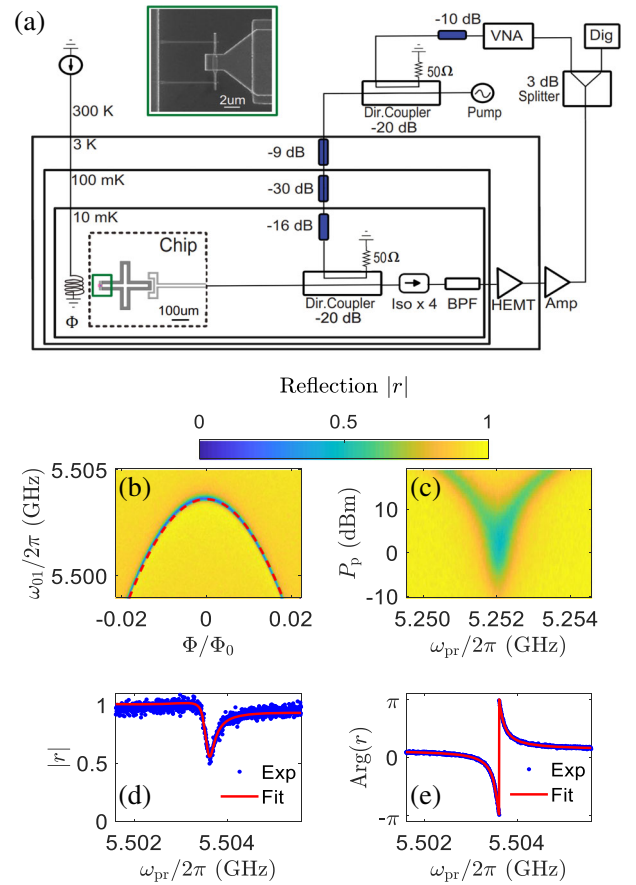 (a)
-10 dB
VNA
Dig
50Ω
3 dB
Splitter
2um
Dir.Coupler
-20 dB
Pump
300 K
3 K
-9 dB
100 mK
-30 dB
10 mK
-16 dB
Chip
50Ω
100um
Φ
Dir.Coupler
-20 dB
Iso x 4
BPF
HEMT
Amp
Reflection |r|
0
0.5
1
(b)
5.505
5.500
ω₀₁/2π (GHz)
-0.02
0
0.02
Φ/Φ₀
(c)
10
0
-10
Pₚ (dBm)
5.250
5.252
5.254
ωₚᵣ/2π (GHz)
1
0.5
0
|r|
Exp
Fit
(d)
5.502
5.504
ωₚᵣ/2π (GHz)
π
0
-π
Arg(r)
Exp
Fit
(e)
5.502
5.504
ωₚᵣ/2π (GHz)